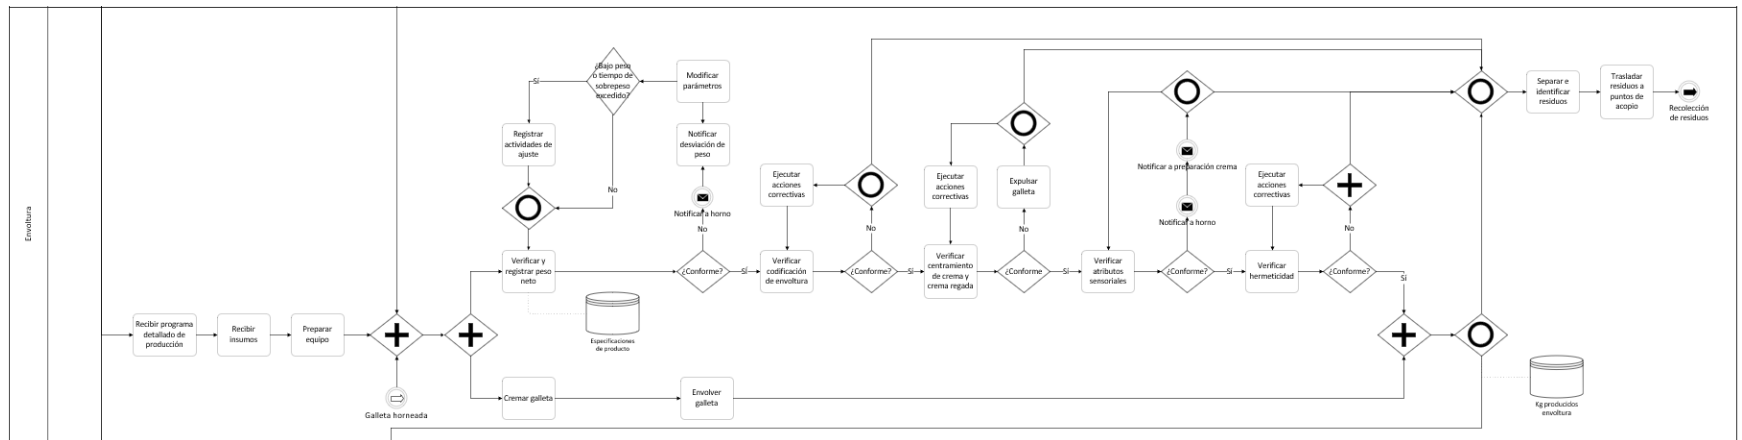 Envoltura
Recibir programa
detallado de
producción
Recibir
insumos
Preparar
equipo
Galleta horneada
¿Bajo peso
o tiempo de
sobrepeso
excedido?
Sí
No
Modificar
parámetros
Registrar
actividades de
ajuste
Notificar
desviación de
peso
Notificar a horno
No
Verificar y
registrar peso
neto
Especificaciones
de producto
¿Conforme?
Sí
Ejecutar
acciones
correctivas
Verificar
codificación
de envoltura
No
¿Conforme?
Sí
Ejecutar
acciones
correctivas
Verificar
centramiento
de crema y
crema regada
Expulsar
galleta
No
¿Conforme
Sí
Verificar
atributos
sensoriales
Notificar a preparación crema
Notificar a horno
¿Conforme?
Sí
Ejecutar
acciones
correctivas
Verificar
hermeticidad
No
¿Conforme?
Sí
Cremar galleta
Envolver
galleta
Separar e
identificar
residuos
Trasladar
residuos a
puntos de
acopio
Recolección
de residuos
Kg producidos
envoltura